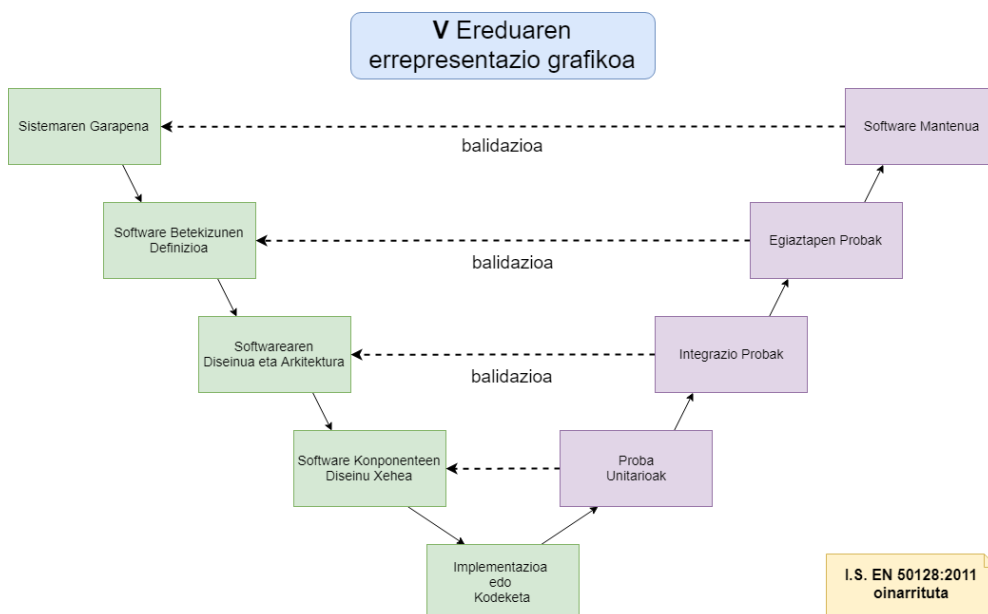 V Ereduaren
errepresentazio grafikoa
Sistemaren Garapena
Software Mantenua
balidazioa
Software Betekizunen
Definizioa
Egiaztapen Probak
balidazioa
Softwarearen
Diseinua eta Arkitektura
Integrazio Probak
balidazioa
Software Konponenteen
Diseinu Xehea
Proba
Unitarioak
Implementazioa
edo
Kodeketa
I.S. EN 50128:2011
oinarrituta